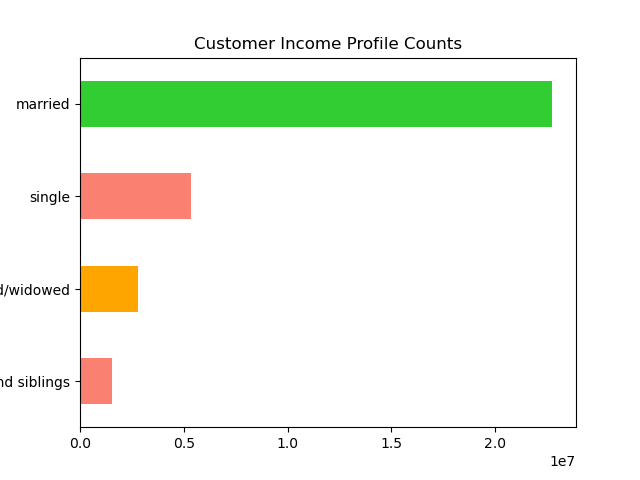 Customer Income Profile Counts
married
single
d/widowed
nd siblings
0.0 0.5 1.0 1.5 2.0
1e7